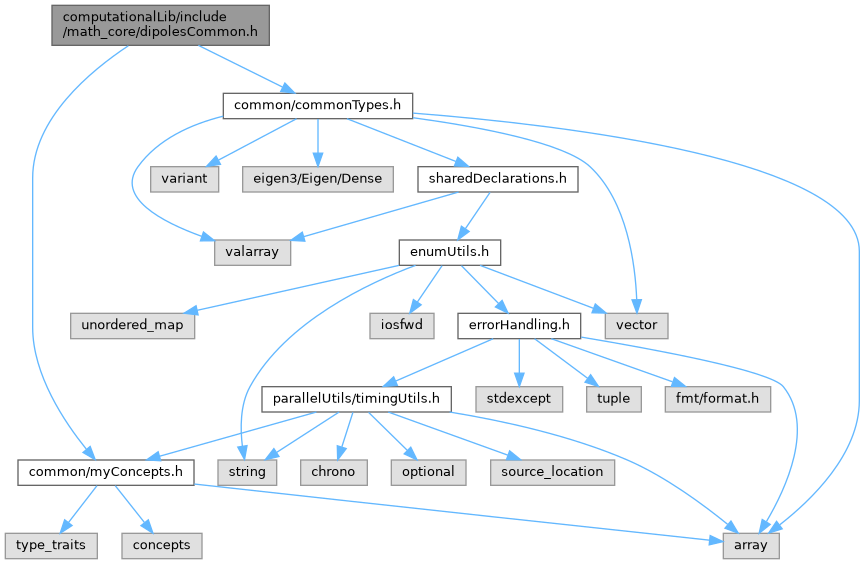 computationalLib/include
/math_core/dipolesCommon.h
common/commonTypes.h
variant
eigen3/Eigen/Dense
sharedDeclarations.h
valarray
enumUtils.h
unordered_map
iosfwd
errorHandling.h
vector
parallelUtils/timingUtils.h
stdexcept
tuple
fmt/format.h
common/myConcepts.h
string
chrono
optional
source_location
type_traits
concepts
array